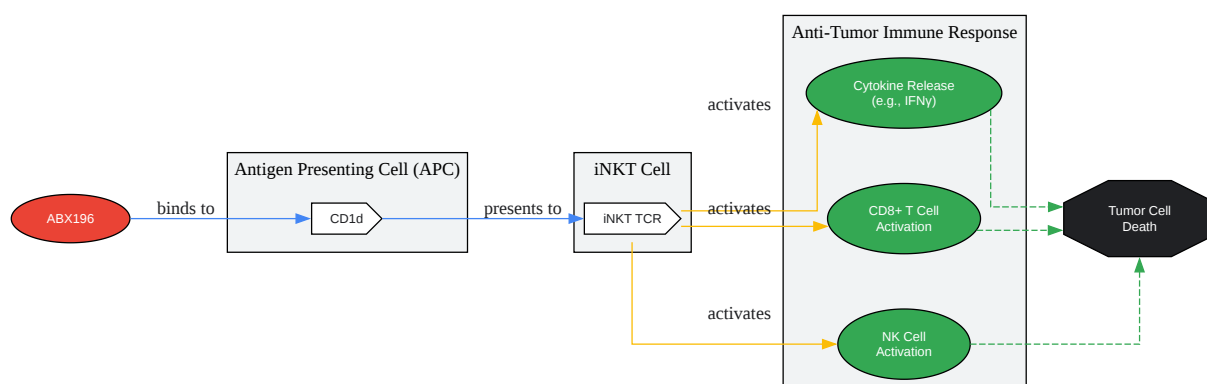 Anti-Tumor Immune Response
Cytokine Release
(e.g., IFNγ)
activates
Antigen Presenting Cell (APC)
iNKT Cell
ABX196
binds to
CD1d
presents to
iNKT TCR
activates
CD8+ T Cell
Activation
Tumor Cell
Death
activates
NK Cell
Activation